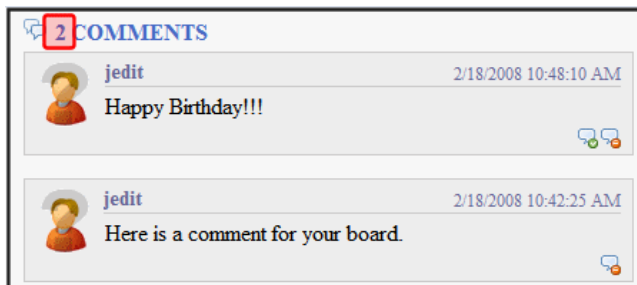 2 COMMENTS
jedit 2/18/2008 10:48:10 AM
Happy Birthday!!!
jedit 2/18/2008 10:42:25 AM
Here is a comment for your board.